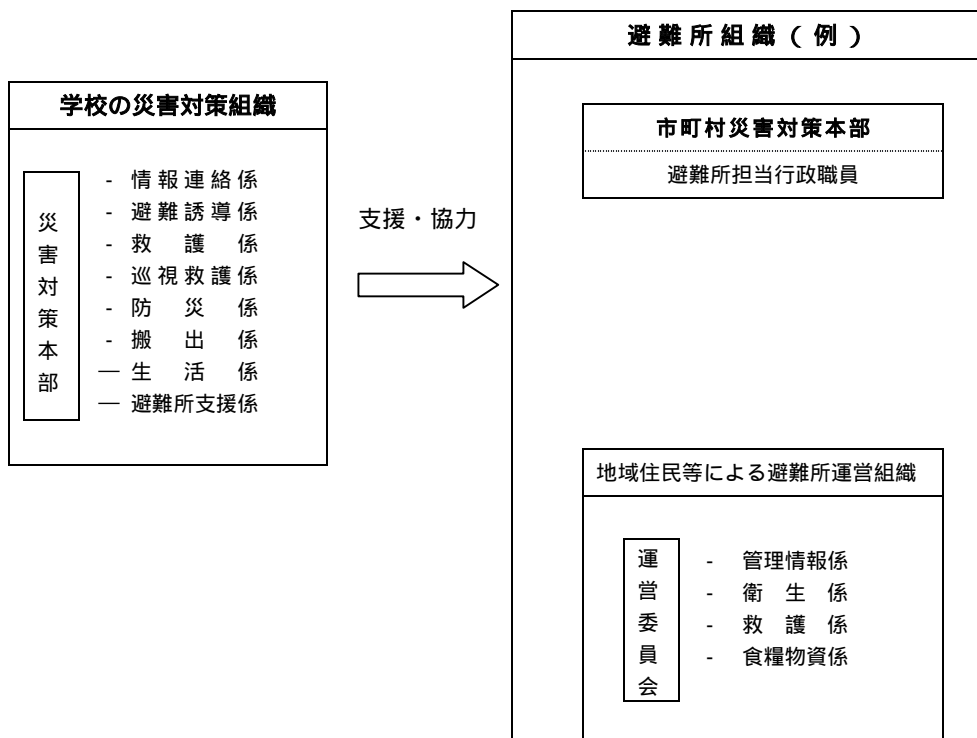 避難所組織（例）
学校の災害対策組織
災害対策本部
- 情報連絡係
- 避難誘導係
- 救護係
- 巡視救護係
- 防災係
- 搬出係
― 生活係
― 避難所支援係
支援・協力
市町村災害対策本部
避難所担当行政職員
地域住民等による避難所運営組織
運営委員会
- 管理情報係
- 衛生係
- 救護係
- 食糧物資係